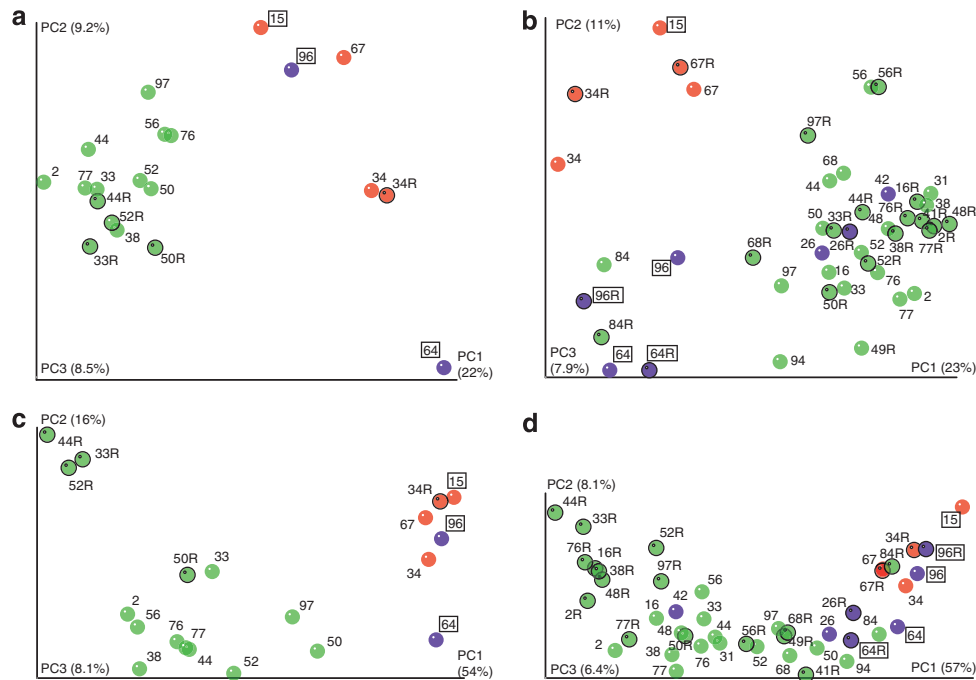 a
PC2 (9.2%)
15
96
67
97
56
76
44
2
77
33
52
50
34
34R
44R
52R
38
33R
50R
64
PC3 (8.5%)
PC1
(22%)
b
PC2 (11%)
15
67R
67
34R
34
56
56R
97R
68
44
42
16R
31
38
44R
76R
41R
48R
50
33R
48
2R
26
26R
38R
77R
52
52R
68R
96
84
97
16
76
33
2
50R
77
96R
84R
64
64R
94
49R
PC3
(7.9%)
PC1 (23%)
c
PC2 (16%)
44R
33R
52R
34R
15
67
96
34
50R
33
2
56
76
77
97
50
64
38
44
52
PC3 (8.1%)
PC1
(54%)
d
PC2 (8.1%)
44R
33R
15
76R
16R
52R
34R
84R
96R
38R
97R
67
96
48R
56
67R
34
2R
16
42
33
26R
77R
48
50R
44
56R
97
68R
26
84
64
2
38
76
31
52
49R
50
64R
77
68
41R
94
PC3 (6.4%)
PC1 (57%)